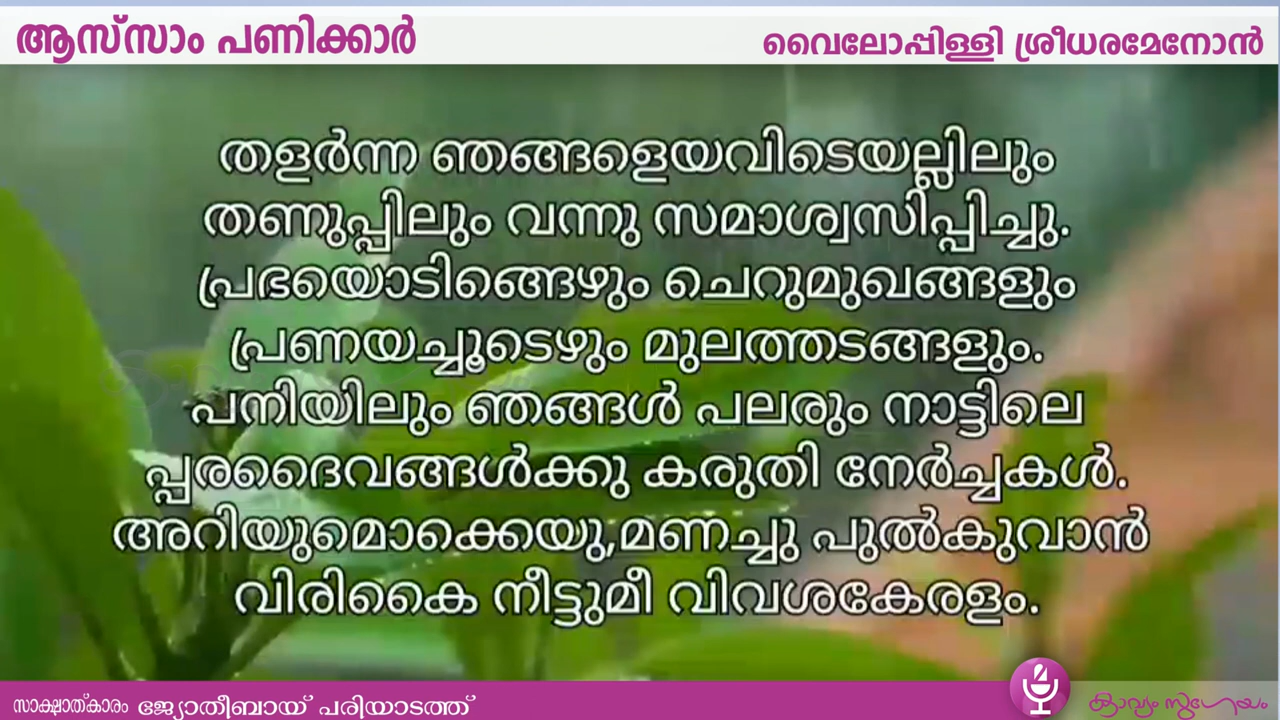 ആസ്സാം പണിക്കാർ
വൈലോപ്പിള്ളി ശ്രീധരമേനോൻ
തളർന്ന ഞങ്ങളെയവിടെയല്ലിലും
തണുപ്പിലും വന്നു സമാശ്വസിപ്പിച്ചു.
പ്രഭയൊടിങ്ങെഴും ചെറുമുഖങ്ങളും
പ്രണയച്ചൂടെഴും മുലത്തടങ്ങളും.
പനിയിലും ഞങ്ങൾ പലരും നാട്ടിലെ
പ്പരദൈവങ്ങൾക്കു കരുതി നേർച്ചകൾ.
അറിയുമൊക്കെയു,മണച്ചു പുൽകുവാൻ
വിരികൈ നീട്ടുമീ വിവശകേരളം.
സാക്ഷാത്കാരം ജ്യോതീബായ് പരിയാടത്ത്
കാവ്യം സുഗേയം